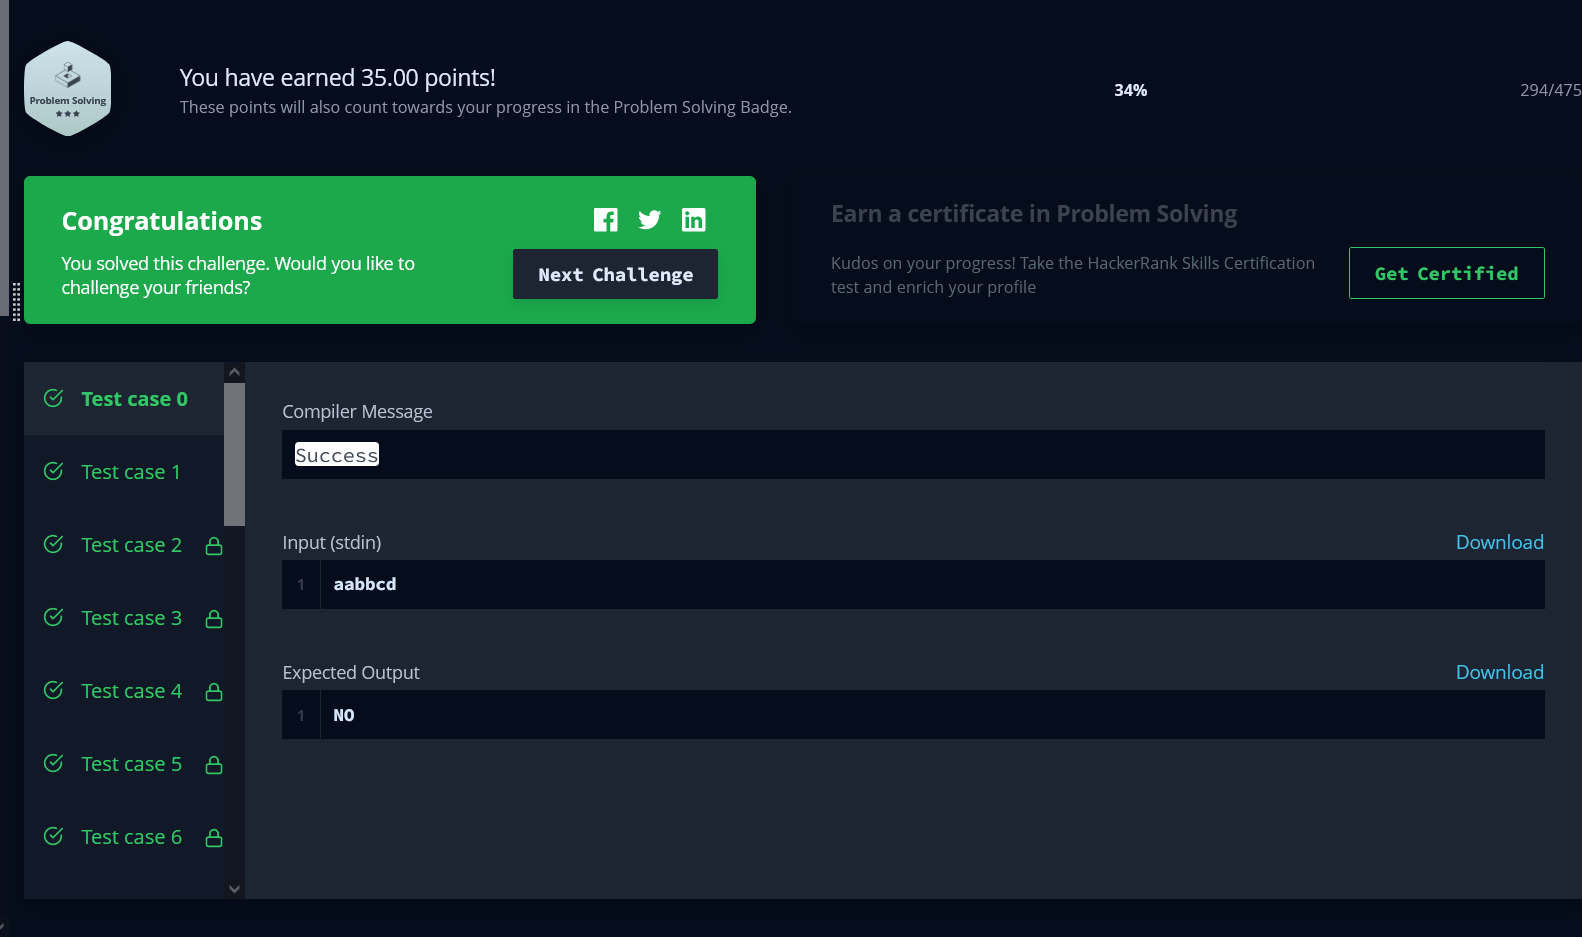 Problem Solving
You have earned 35.00 points!
These points will also count towards your progress in the Problem Solving Badge.
34%
294/475
Congratulations
You solved this challenge. Would you like to
challenge your friends?
Next Challenge
Earn a certificate in Problem Solving
Kudos on your progress! Take the HackerRank Skills Certification
test and enrich your profile
Get Certified
Test case 0
Test case 1
Test case 2
Test case 3
Test case 4
Test case 5
Test case 6
Compiler Message
Success
Input (stdin)
Download
1 aabbcd
Expected Output
Download
1 NO